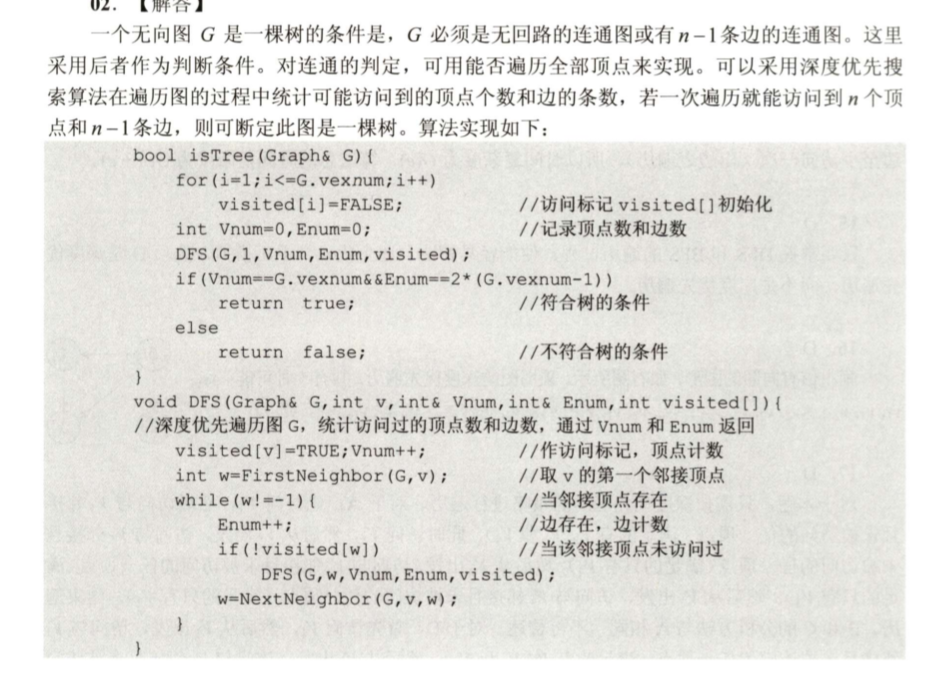 02. 【解答】
一个无向图 G 是一棵树的条件是，G 必须是无回路的连通图或有 n−1条边的连通图。这里
采用后者作为判断条件。对连通的判定，可用能否遍历全部顶点来实现。可以采用深度优先搜
索算法在遍历图的过程中统计可能访问到的顶点个数和边的条数，若一次遍历就能访问到 n 个顶
点和 n−1条边，则可断定此图是一棵树。算法实现如下：
bool isTree(Graph& G){
for(i=1;i<=G.vexnum;i++)
visited[i]=FALSE; //访问标记 visited[]初始化
int Vnum=0,Enum=0; //记录顶点数和边数
DFS(G,1,Vnum,Enum,visited);
if(Vnum==G.vexnum&&Enum==2*(G.vexnum-1))
return true; //符合树的条件
else
return false; //不符合树的条件
}
void DFS(Graph& G,int v,int& Vnum,int& Enum,int visited[]){
//深度优先遍历图 G，统计访问过的顶点数和边数，通过 Vnum 和 Enum 返回
visited[v]=TRUE;Vnum++; //作访问标记，顶点计数
int w=FirstNeighbor(G,v); //取 v 的第一个邻接顶点
while(w!=-1){ //当邻接顶点存在
Enum++; //边存在，边计数
if(!visited[w]) //当该邻接顶点未访问过
DFS(G,w,Vnum,Enum,visited);
w=NextNeighbor(G,v,w);
}
}